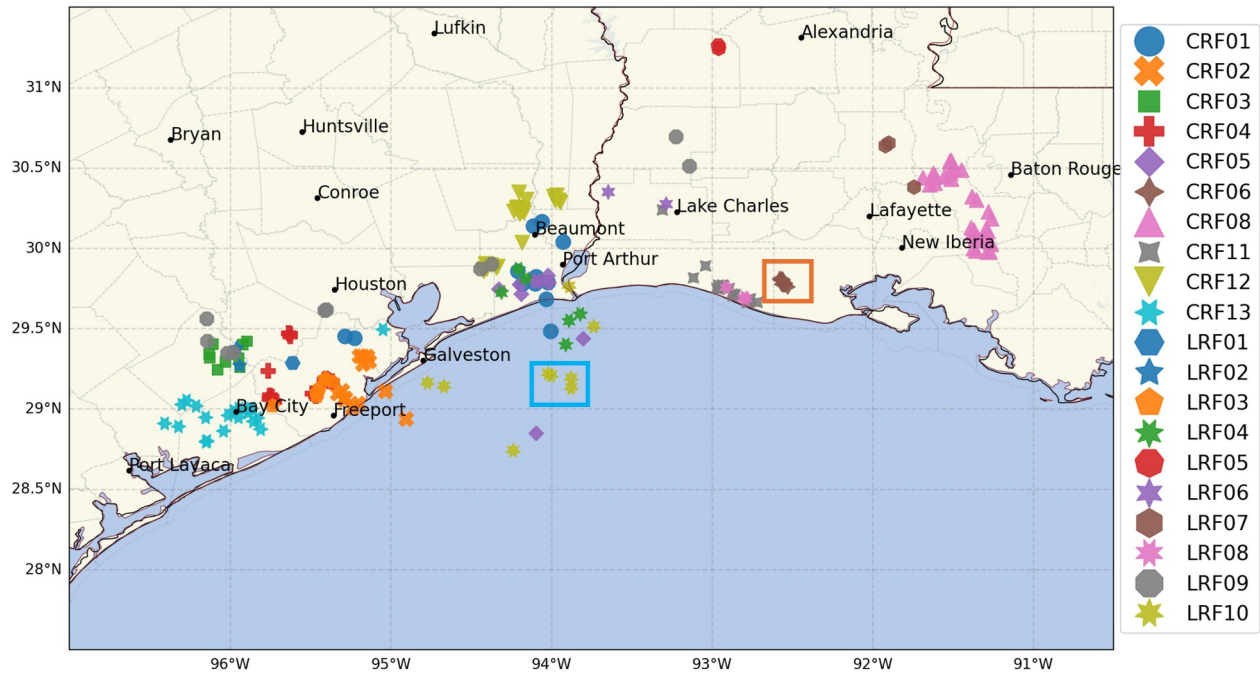 Lufkin
Alexandria
31°N
Bryan
Huntsville
30.5°N
Conroe
Baton Rouge
Lake Charles
Lafayette
30°N
Beaumont
New Iberia
Port Arthur
Houston
29.5°N
Galveston
29°N
Bay City
Freeport
Port Lavaca
28.5°N
28°N
96°W
95°W
94°W
93°W
92°W
91°W
CRF01
CRF02
CRF03
CRF04
CRF05
CRF06
CRF08
CRF11
CRF12
CRF13
LRF01
LRF02
LRF03
LRF04
LRF05
LRF06
LRF07
LRF08
LRF09
LRF10